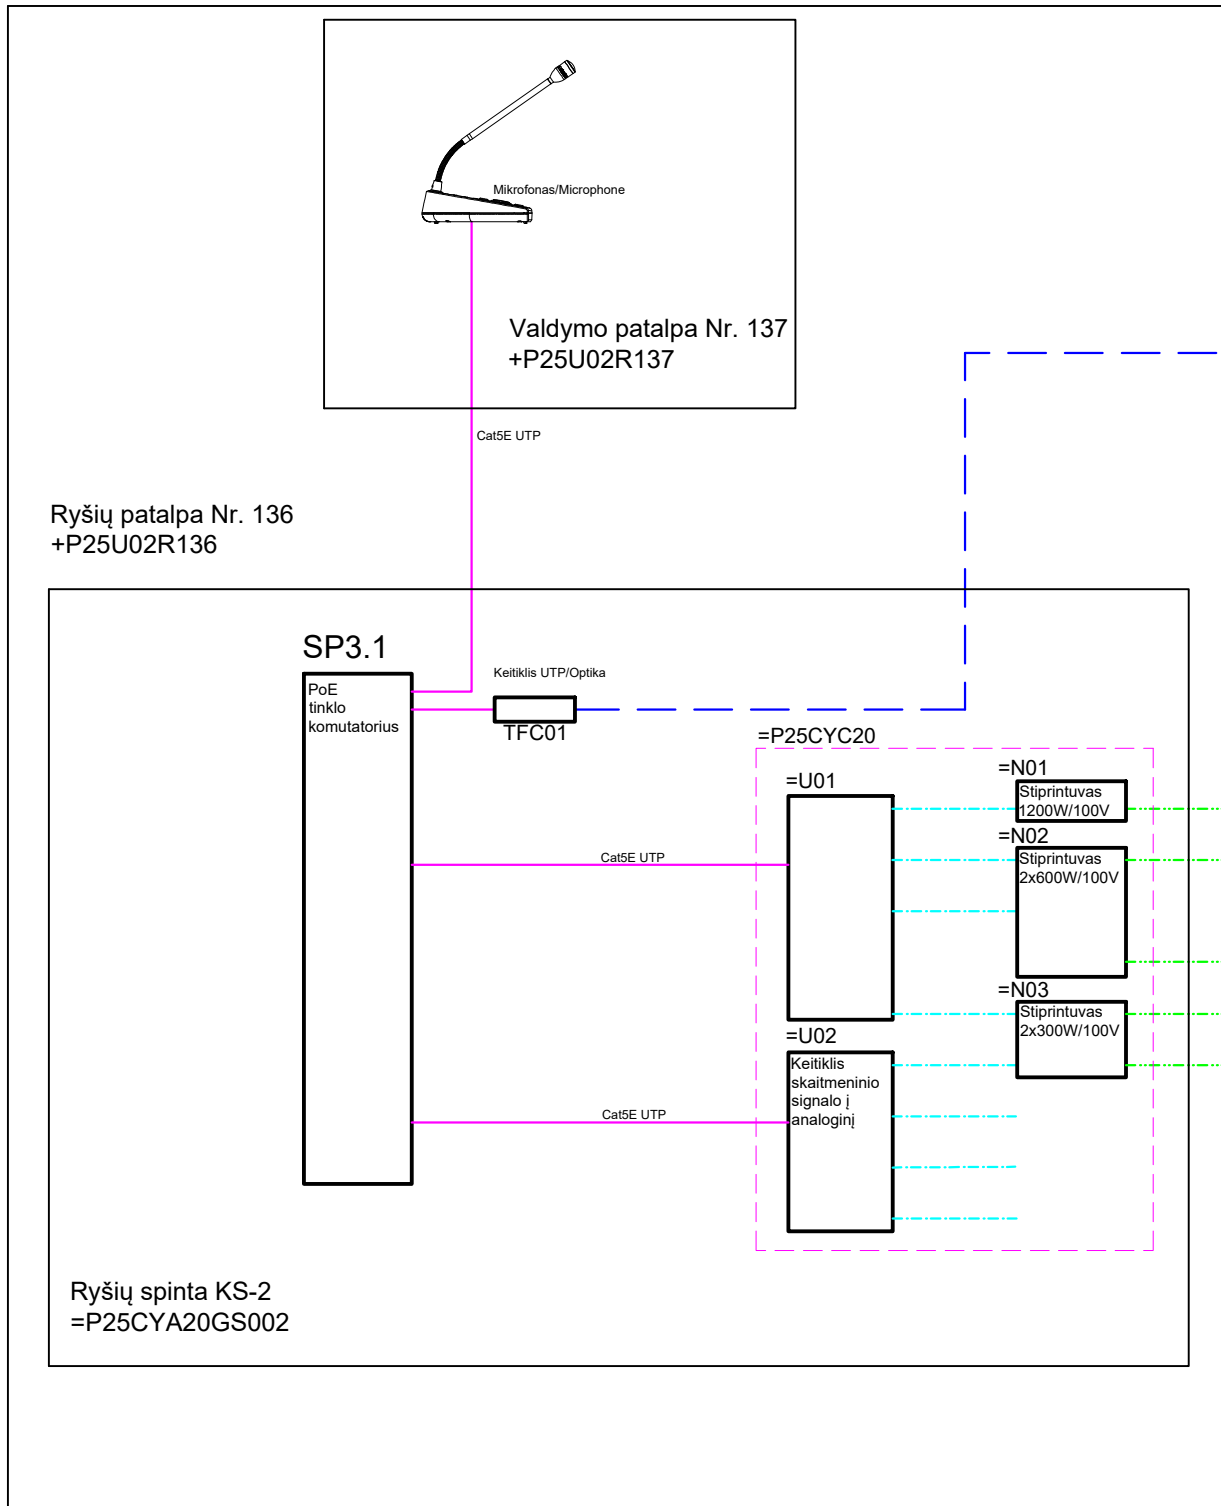 Mikrofonas/Microphone
Valdymo patalpa Nr. 137
+P25U02R137
Cat5E UTP
Ryšių patalpa Nr. 136
+P25U02R136
SP3.1
PoE
tinklo
komutatorius
Keitiklis UTP/Optika
TFC01
=P25CYC20
=U01
=N01
Stiprintuvas
1200W/100V
=N02
Stiprintuvas
2x600W/100V
Cat5E UTP
=N03
Stiprintuvas
2x300W/100V
=U02
Keitiklis
skaitmeninio
signalo į
analoginį
Cat5E UTP
Ryšių spinta KS-2
=P25CYA20GS002